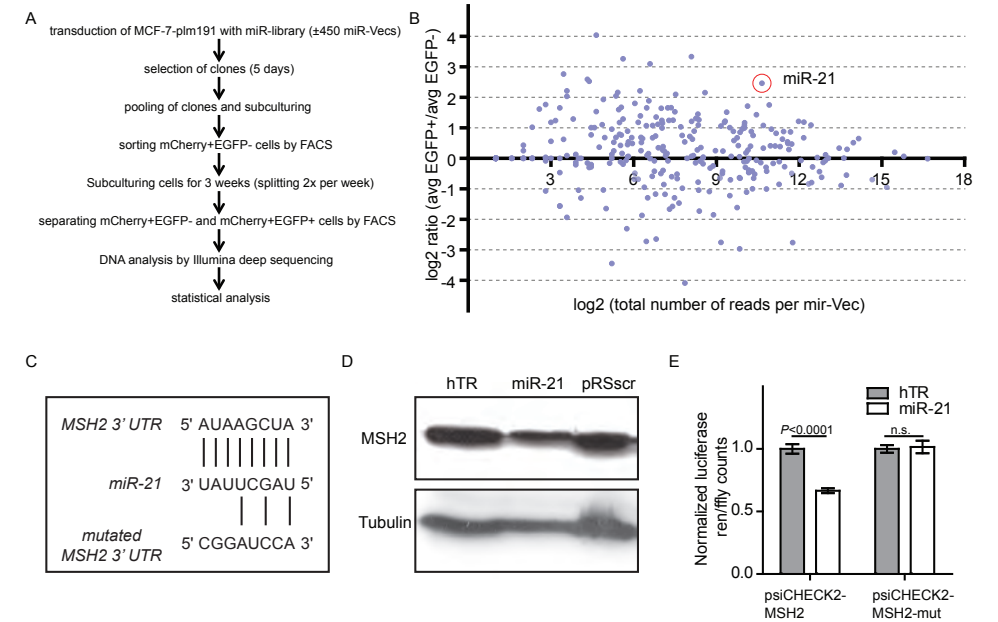 A
transduction of MCF-7-plm191 with miR-library (±450 miR-Vecs)
selection of clones (5 days)
pooling of clones and subculturing
sorting mCherry+EGFP- cells by FACS
Subculturing cells for 3 weeks (splitting 2x per week)
separating mCherry+EGFP- and mCherry+EGFP+ cells by FACS
DNA analysis by Illumina deep sequencing
statistical analysis
B
log2 ratio (avg EGFP+/avg EGFP-)
4
3
2
1
0
-1
-2
-3
-4
miR-21
3
6
9
12
15
18
log2 (total number of reads per mir-Vec)
C
MSH2 3' UTR 5' AUAAGCUA 3'
miR-21 3' UAUUCGAU 5'
mutated
MSH2 3' UTR 5' CGGAUCCA 3'
D
hTR miR-21 pRSscr
MSH2
Tubulin
E
hTR
miR-21
Normalized luciferase
ren/ffly counts
1.0
0.5
0.0
P<0.0001
n.s.
psiCHECK2-
MSH2
psiCHECK2-
MSH2-mut